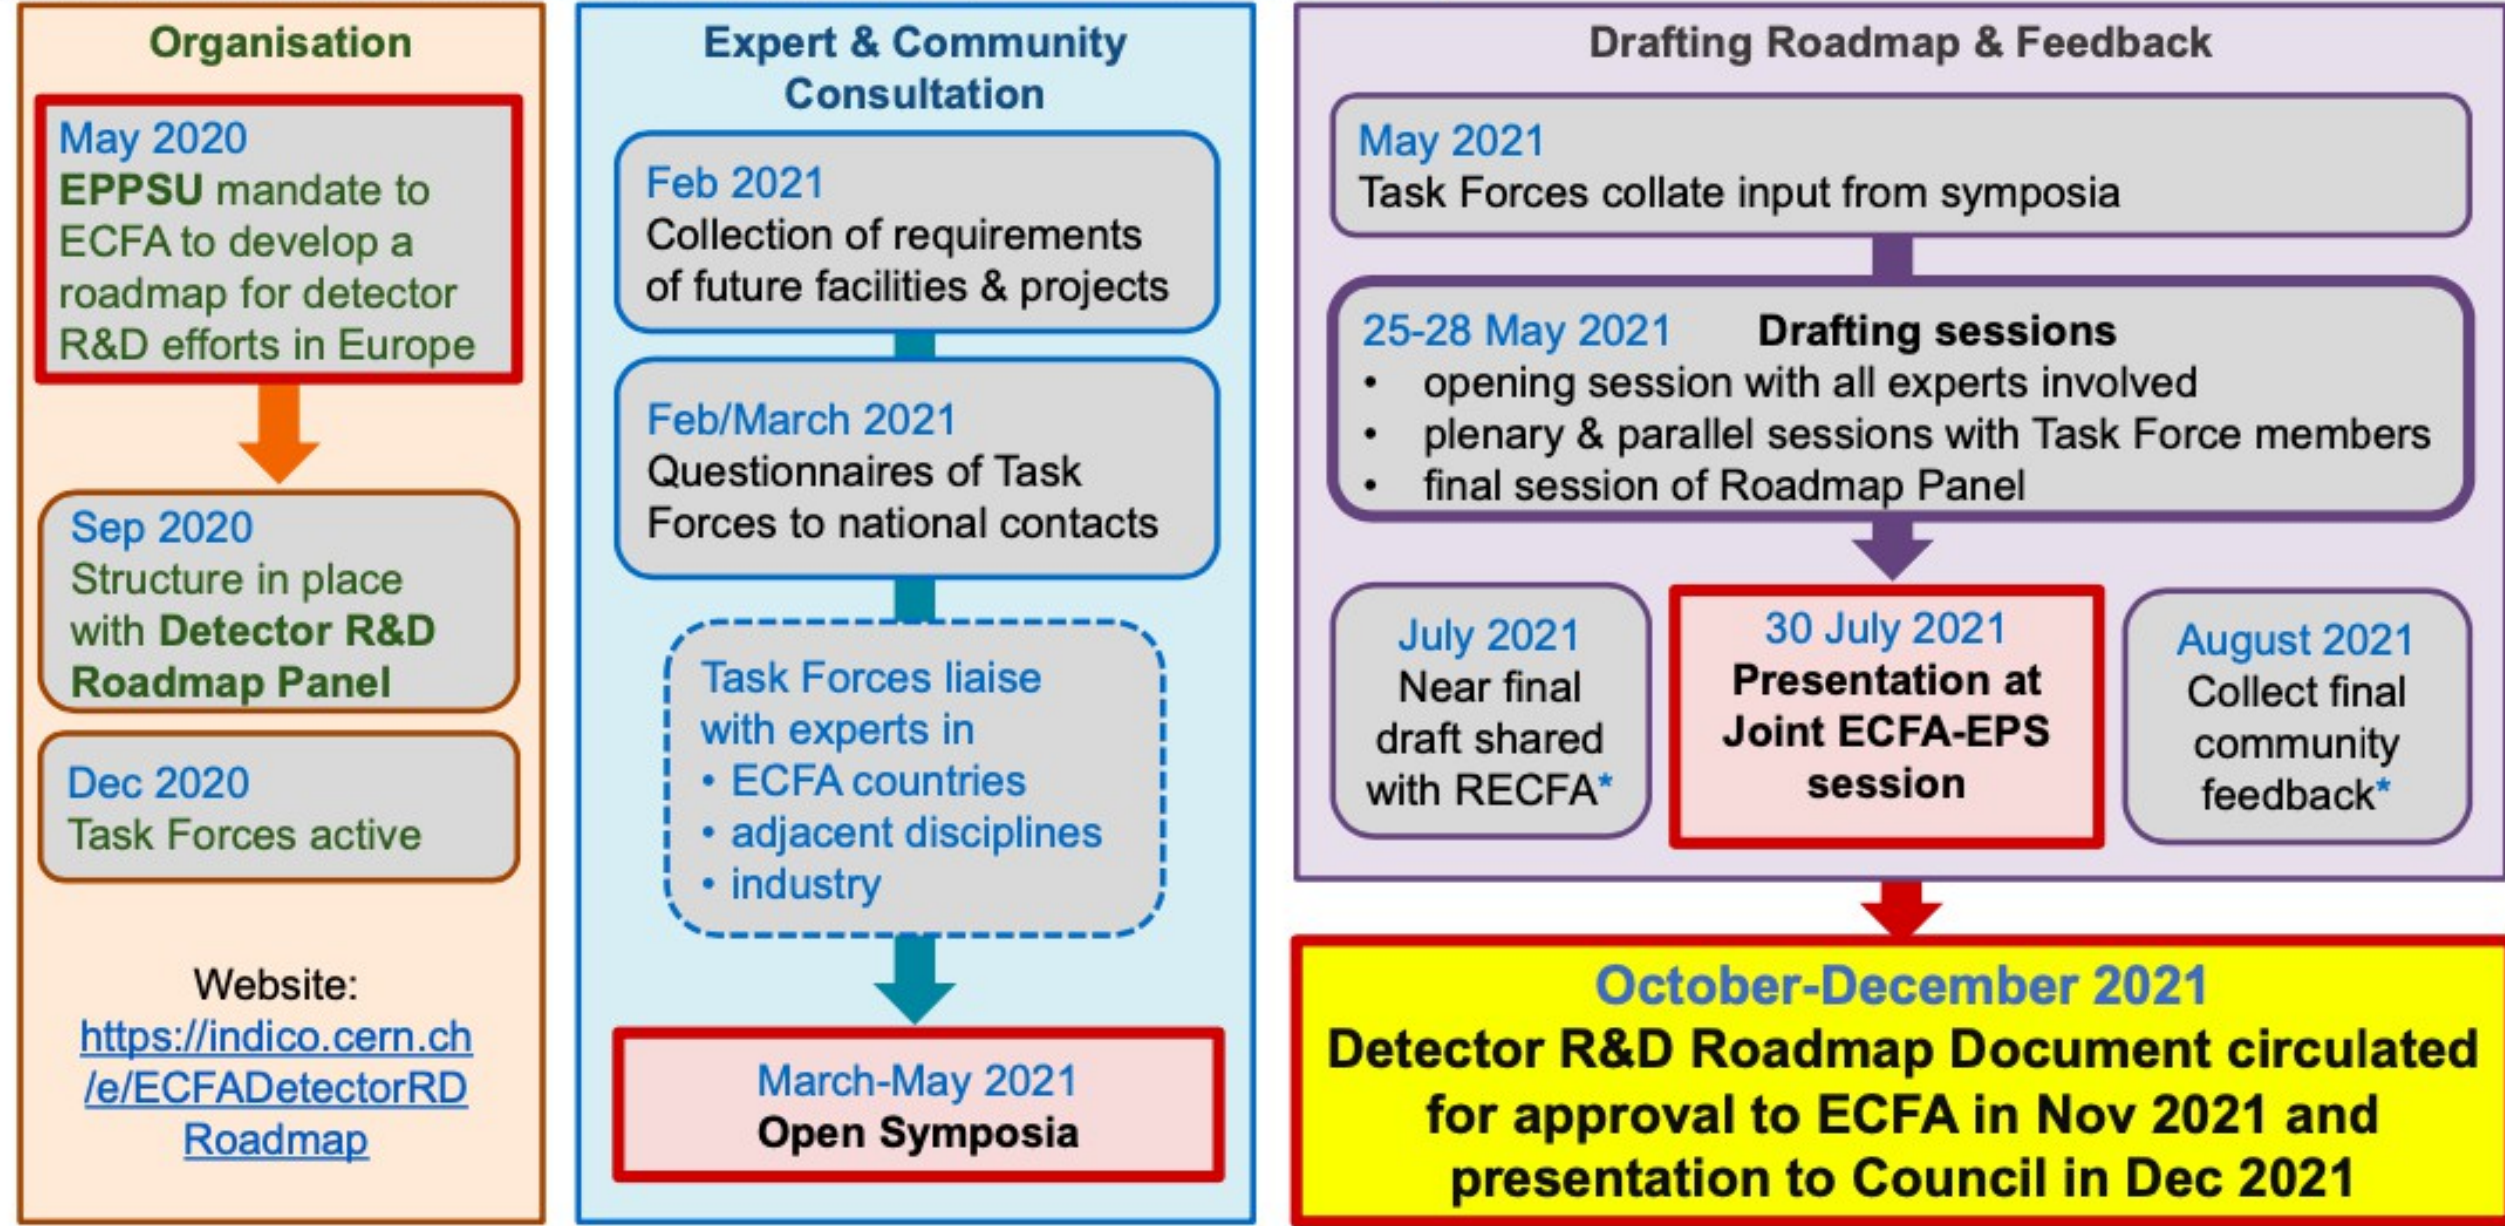 Organisation
May 2020
EPPSU mandate to
ECFA to develop a
roadmap for detector
R&D efforts in Europe
Sep 2020
Structure in place
with Detector R&D
Roadmap Panel
Dec 2020
Task Forces active
Website:
https://indico.cern.ch
/e/ECFADetectorRD
Roadmap
Expert & Community
Consultation
Feb 2021
Collection of requirements
of future facilities & projects
Feb/March 2021
Questionnaires of Task
Forces to national contacts
Task Forces liaise
with experts in
• ECFA countries
• adjacent disciplines
• industry
March-May 2021
Open Symposia
Drafting Roadmap & Feedback
May 2021
Task Forces collate input from symposia
25-28 May 2021 Drafting sessions
• opening session with all experts involved
• plenary & parallel sessions with Task Force members
• final session of Roadmap Panel
July 2021
Near final
draft shared
with RECFA*
30 July 2021
Presentation at
Joint ECFA-EPS
session
August 2021
Collect final
community
feedback*
October-December 2021
Detector R&D Roadmap Document circulated
for approval to ECFA in Nov 2021 and
presentation to Council in Dec 2021